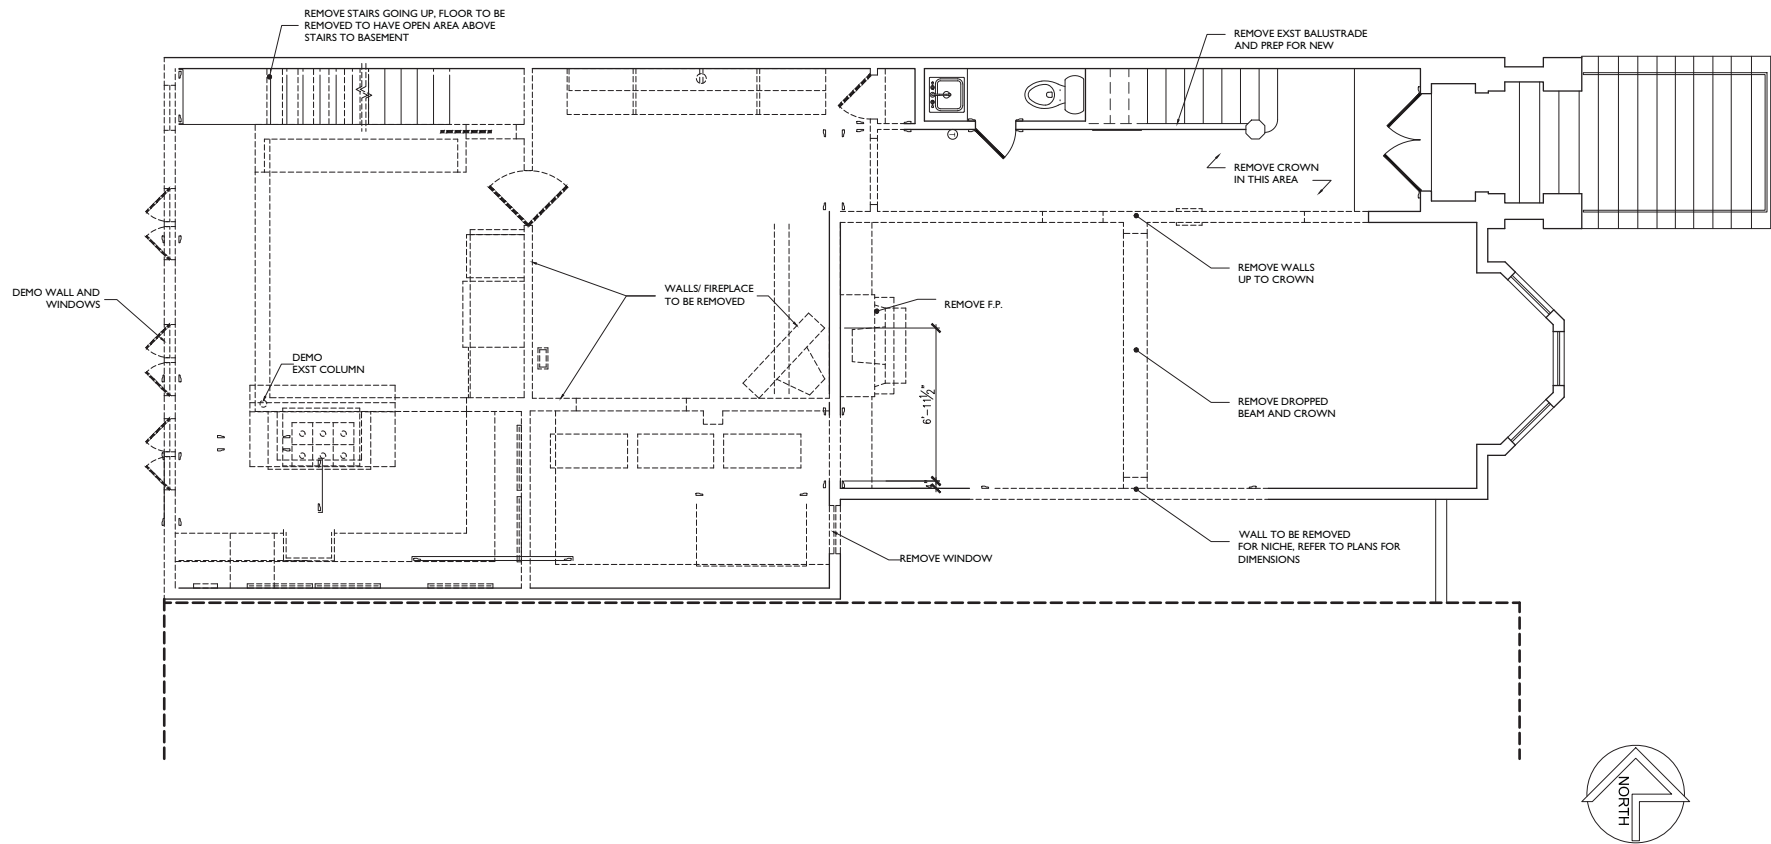 REMOVE STAIRS GOING UP, FLOOR TO BE
REMOVED TO HAVE OPEN AREA ABOVE
STAIRS TO BASEMENT
REMOVE EXST BALUSTRADE
AND PREP FOR NEW
REMOVE CROWN
IN THIS AREA
DEMO WALL AND
WINDOWS
WALLS/ FIREPLACE
TO BE REMOVED
REMOVE F.P.
REMOVE WALLS
UP TO CROWN
DEMO
EXST COLUMN
6'-11½"
REMOVE DROPPED
BEAM AND CROWN
REMOVE WINDOW
WALL TO BE REMOVED
FOR NICHE, REFER TO PLANS FOR
DIMENSIONS
NORTH